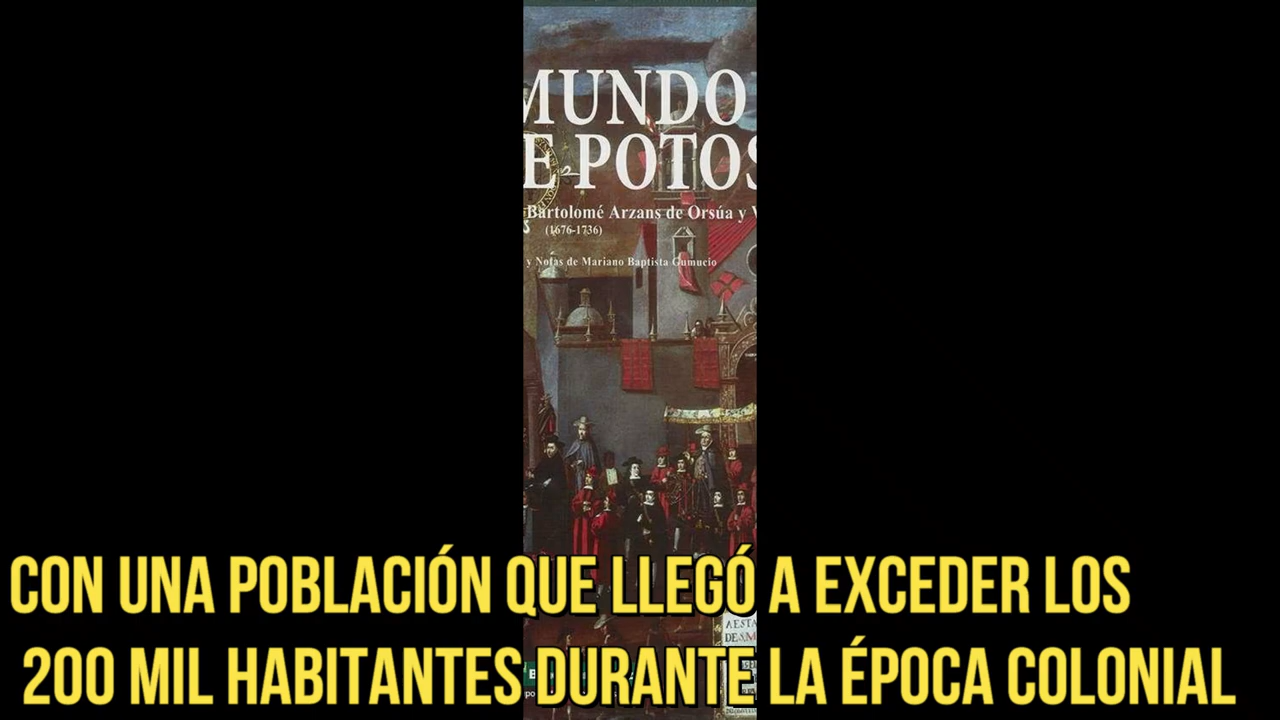 MUNDO
E POTOS
Bartolomé Arzans de Orsúa y V
(1676-1736)
y Notas de Mariano Baptista Gumucio
CON UNA POBLACIÓN QUE LLEGÓ A EXCEDER LOS
200 MIL HABITANTES DURANTE LA ÉPOCA COLONIAL